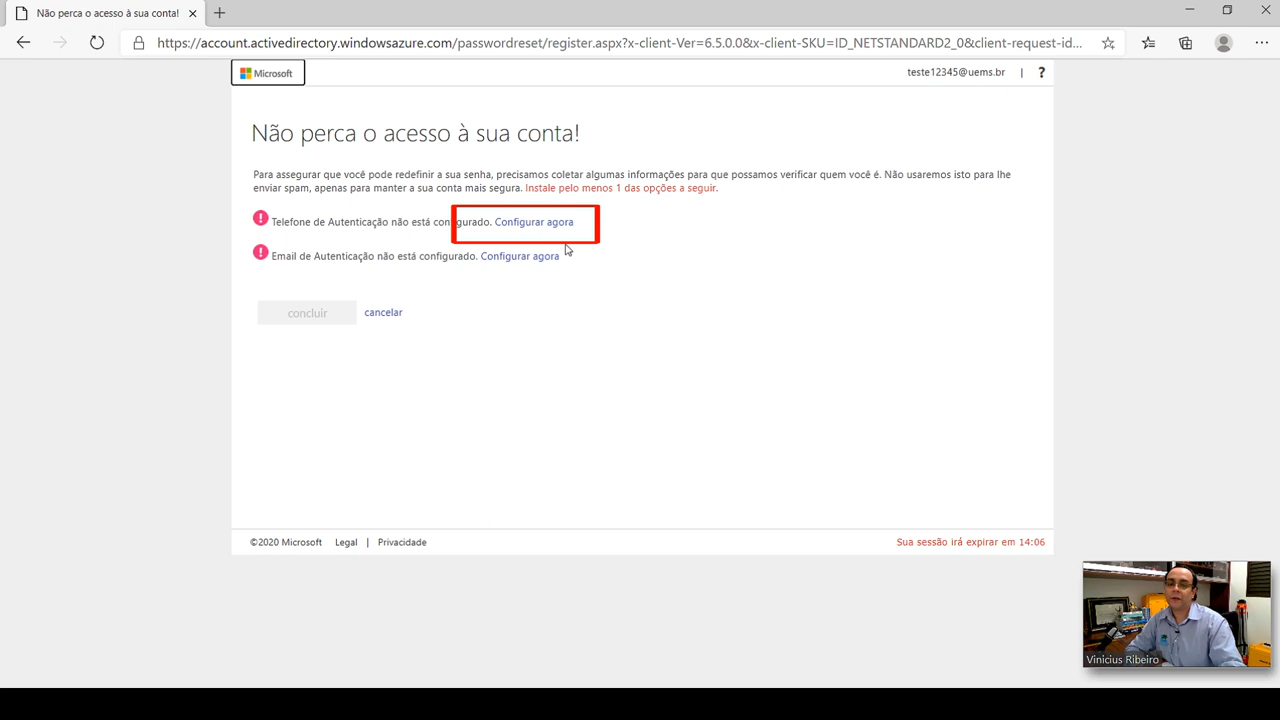 Não perca o acesso à sua conta!
https://account.activedirectory.windowsazure.com/passwordreset/register.aspx?x-client-Ver=6.5.0.0&x-client-SKU=ID_NETSTANDARD2_0&client-request-id...
Microsoft
teste12345@uems.br | ?
Não perca o acesso à sua conta!
Para assegurar que você pode redefinir a sua senha, precisamos coletar algumas informações para que possamos verificar quem você é. Não usaremos isto para lhe
enviar spam, apenas para manter a sua conta mais segura. Instale pelo menos 1 das opções a seguir.
! Telefone de Autenticação não está configurado. Configurar agora
! Email de Autenticação não está configurado. Configurar agora
concluir cancelar
©2020 Microsoft Legal | Privacidade
Sua sessão irá expirar em 14:06
Vinicius Ribeiro